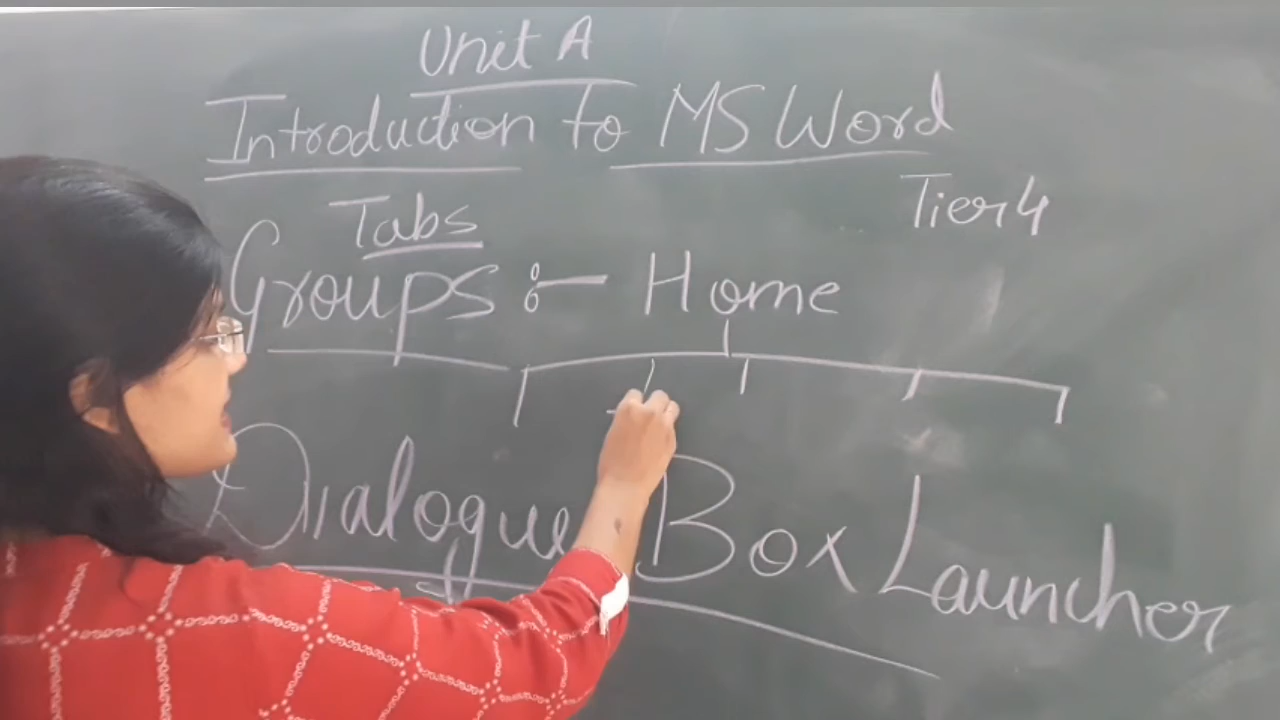 Unit A
Introduction to MS Word
Tier 4
Tabs
Groups :- Home
Dialogue Box Launcher